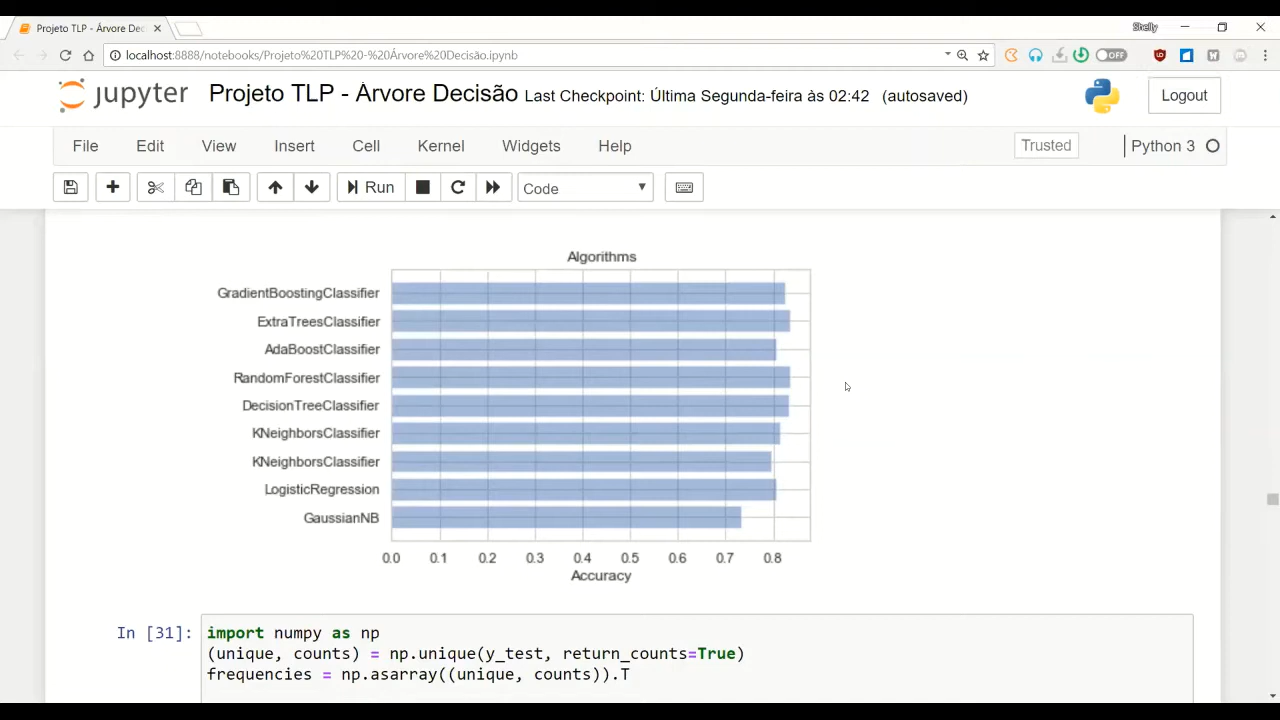 Projeto TLP - Árvore Dec
Shelly
localhost:8888/notebooks/Projeto%20TLP%20-%20Árvore%20Decisão.ipynb
OFF
jupyter Projeto TLP - Árvore Decisão Last Checkpoint: Última Segunda-feira às 02:42 (autosaved)
Logout
File Edit View Insert Cell Kernel Widgets Help Trusted Python 3
Run Code
Algorithms
GradientBoostingClassifier
ExtraTreesClassifier
AdaBoostClassifier
RandomForestClassifier
DecisionTreeClassifier
KNeighborsClassifier
KNeighborsClassifier
LogisticRegression
GaussianNB
0.0 0.1 0.2 0.3 0.4 0.5 0.6 0.7 0.8
Accuracy
In [31]: import numpy as np
(unique, counts) = np.unique(y_test, return_counts=True)
frequencies = np.asarray((unique, counts)).T